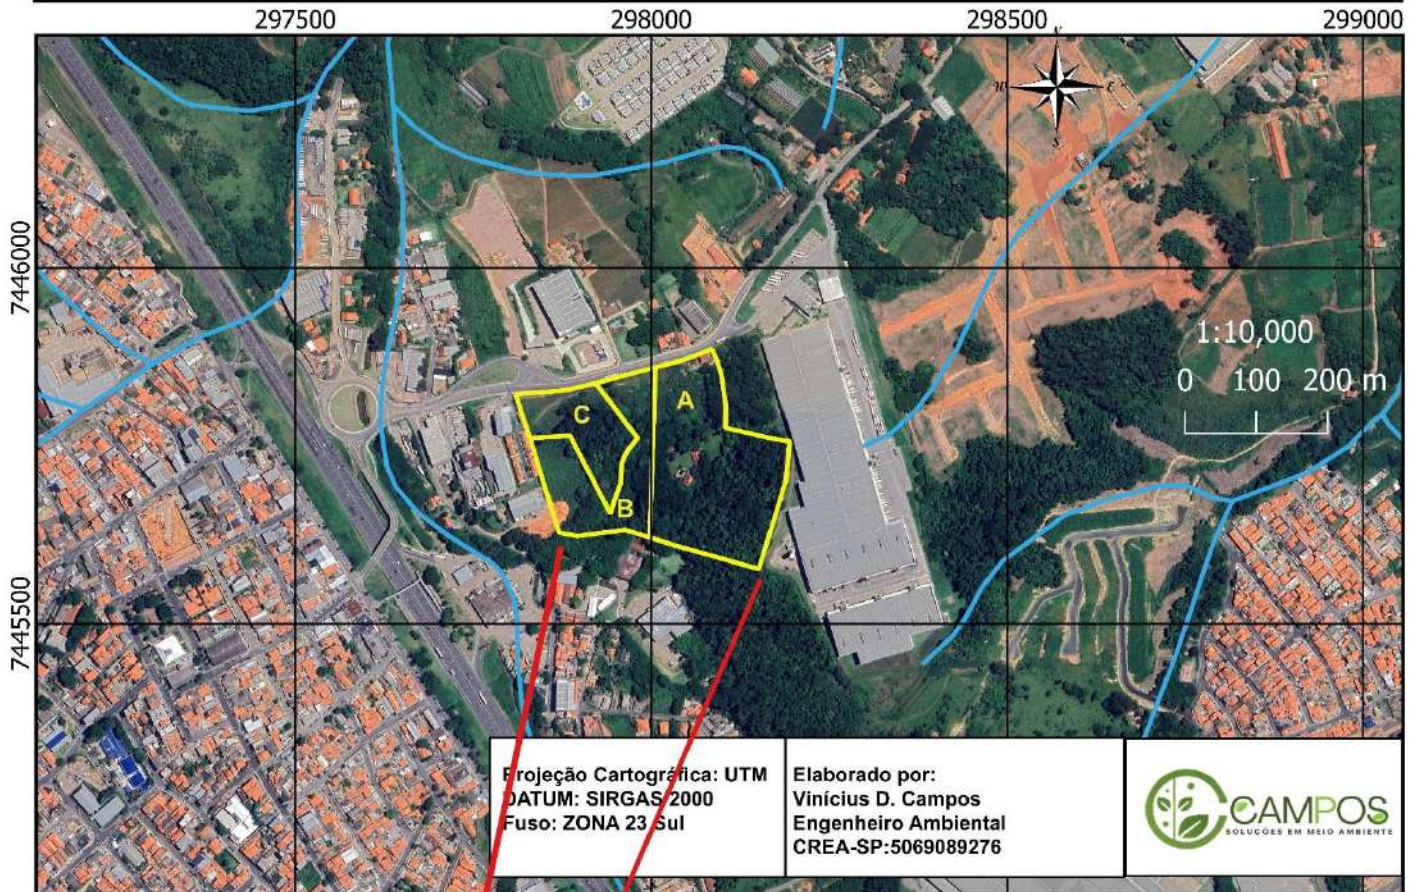 297500
298000
298500
299000
N
W
E
S
7446000
1:10,000
0 100 200 m
A
C
B
7445500
Projeção Cartográfica: UTM
DATUM: SIRGAS 2000
Fuso: ZONA 23 Sul
Elaborado por:
Vinícius D. Campos
Engenheiro Ambiental
CREA-SP:5069089276
CAMPOS
SOLUÇÕES EM MEIO AMBIENTE